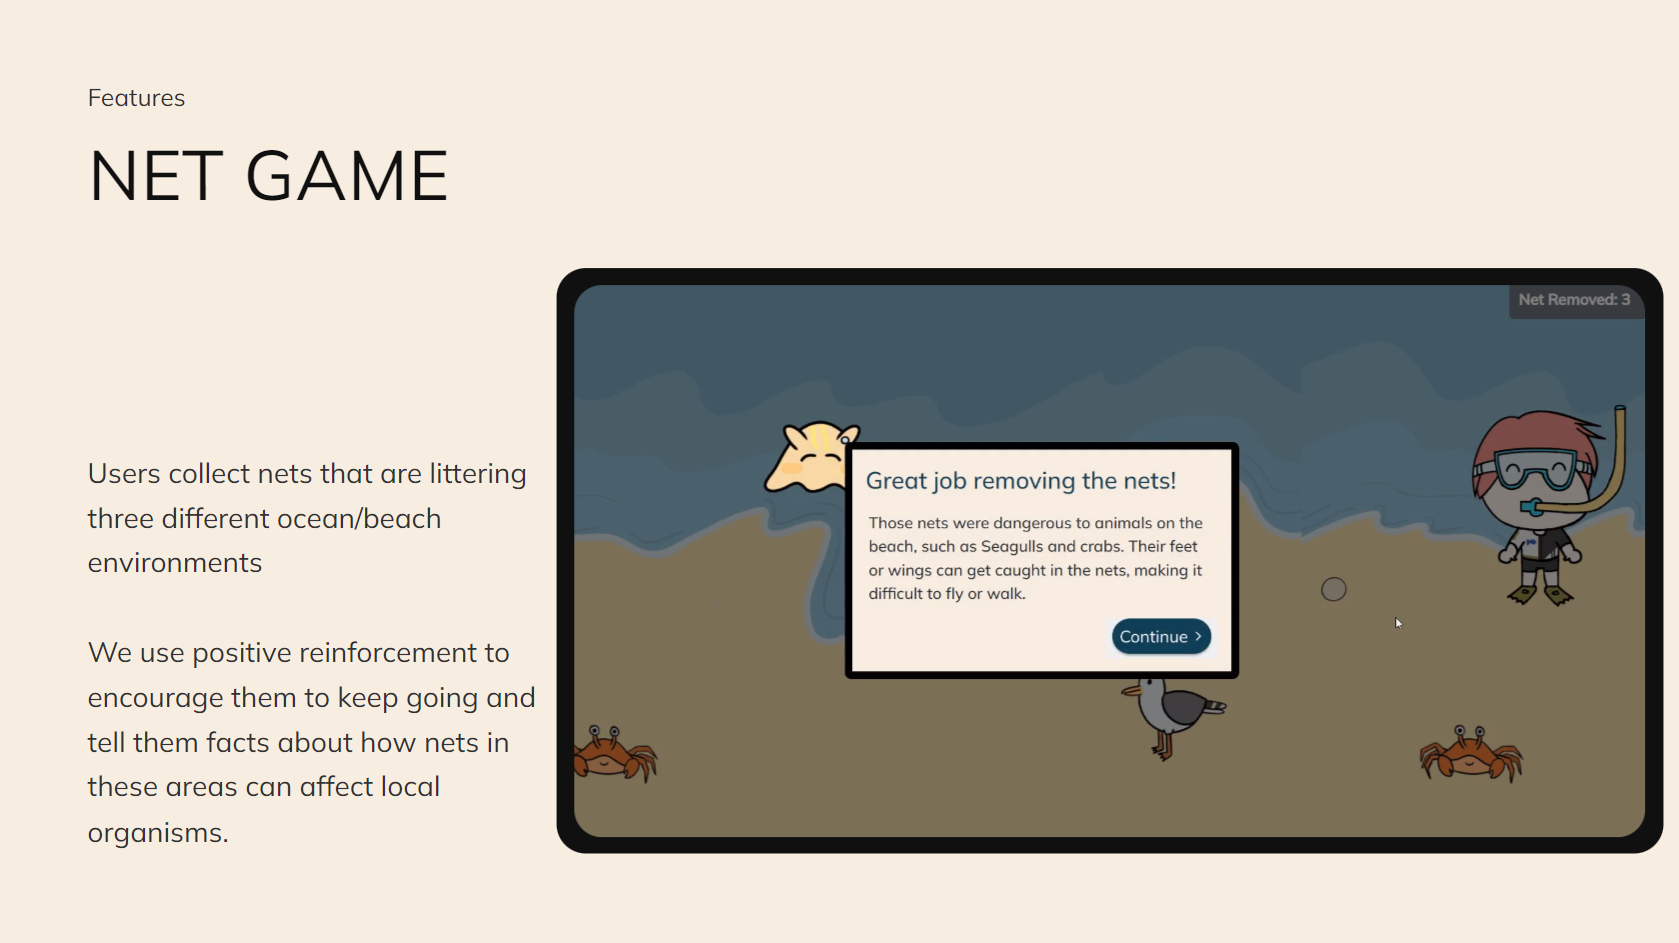 Features
NET GAME
Users collect nets that are littering
three different ocean/beach
environments
We use positive reinforcement to
encourage them to keep going and
tell them facts about how nets in
these areas can affect local
organisms.
Net Removed: 3
Great job removing the nets!
Those nets were dangerous to animals on the
beach, such as Seagulls and crabs. Their feet
or wings can get caught in the nets, making it
difficult to fly or walk.
Continue >